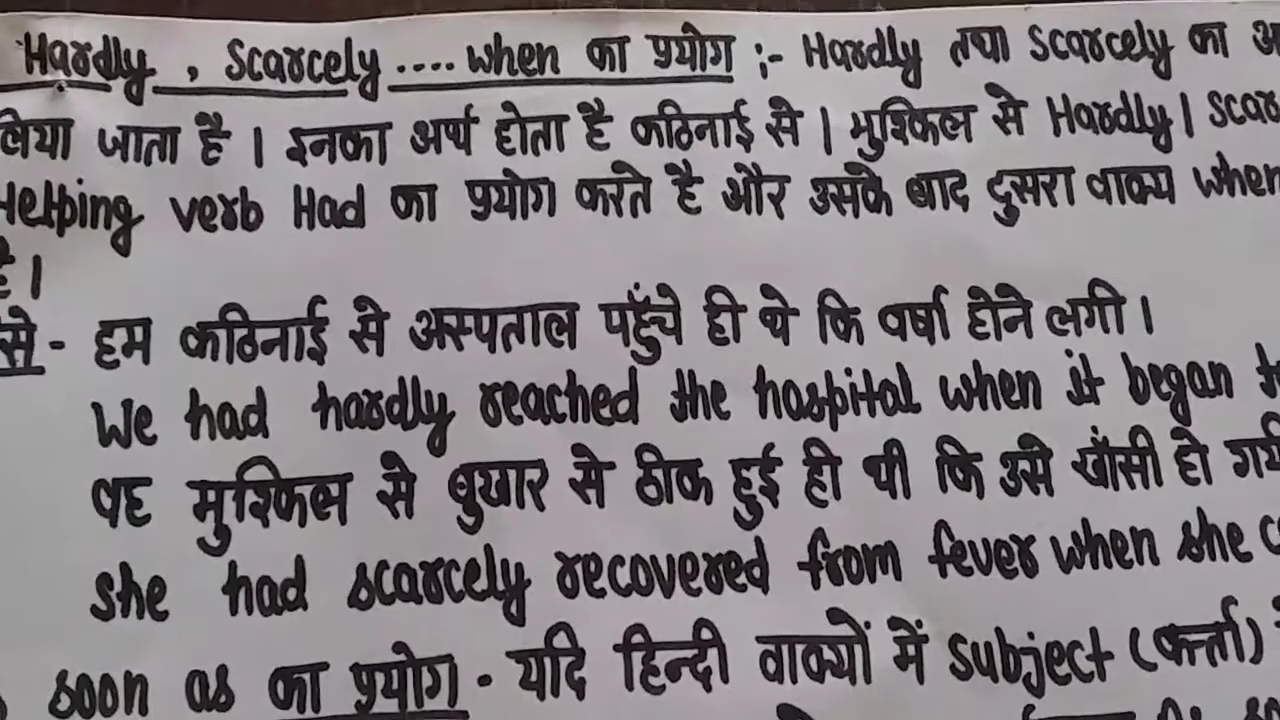 Hardly, Scarcely .... when का प्रयोग :- Hardly तथा Scarcely का
लिया जाता है। इनका अर्थ होता है कठिनाई से। मुश्किल से Hardly। Scar
Helping verb Had का प्रयोग करते है और उसके बाद दुसरा वाक्य when
है।
से - हम कठिनाई से अस्पताल पहुँचे ही थे कि वर्षा होने लगी।
We had hardly reached the hospital when it began
वह मुश्किल से बुखार से ठीक हुई ही थी कि उसे खाँसी हो गयी
she had scarcely recovered from fever when she
soon as का प्रयोग - यदि हिन्दी वाक्यों में subject (कर्त्ता)